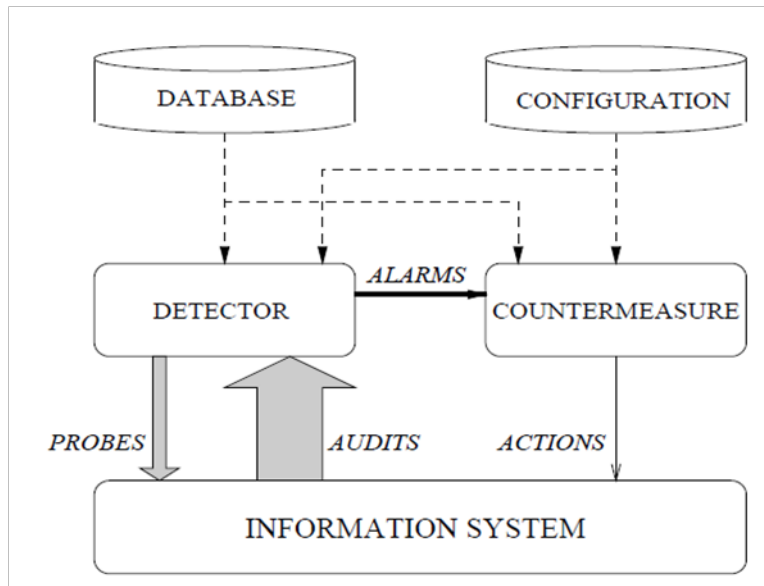 DATABASE
CONFIGURATION
ALARMS
DETECTOR
COUNTERMEASURE
PROBES
AUDITS
ACTIONS
INFORMATION SYSTEM